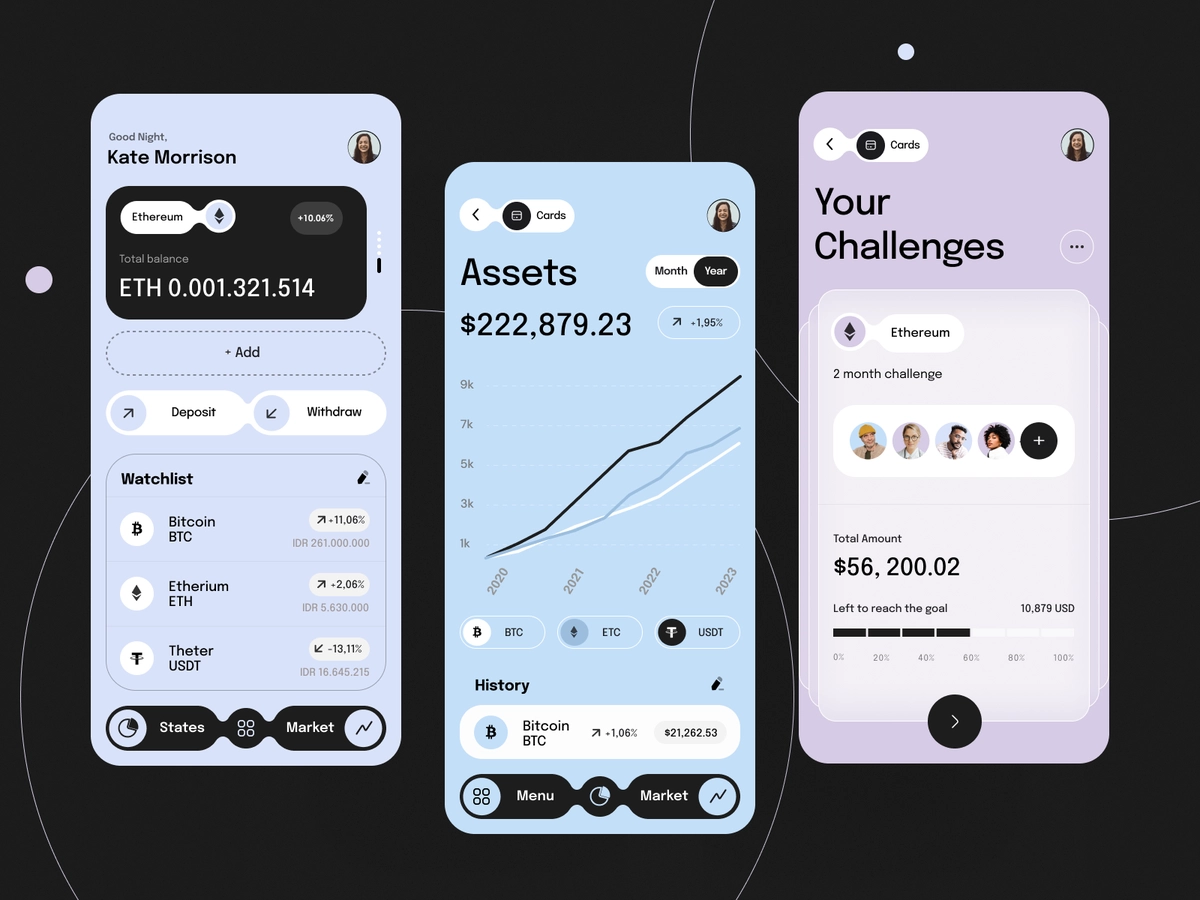 Good Night,
Kate Morrison
Ethereum
+10.06%
Total balance
ETH 0.001.321.514
+ Add
Deposit
Withdraw
Watchlist
Bitcoin
BTC
+11,06%
IDR 261.000.000
Etherium
ETH
+2,06%
IDR 5.630.000
Theter
USDT
-13,11%
IDR 16.645.215
States
Market
Cards
Assets
Month
Year
$222,879.23
+1,95%
9k
7k
5k
3k
1k
2020
2021
2022
2023
BTC
ETC
USDT
History
Bitcoin
BTC
+1,06%
$21,262.53
Menu
Market
Cards
Your
Challenges
Ethereum
2 month challenge
Total Amount
$56, 200.02
Left to reach the goal
10,879 USD
0%
20%
40%
60%
80%
100%